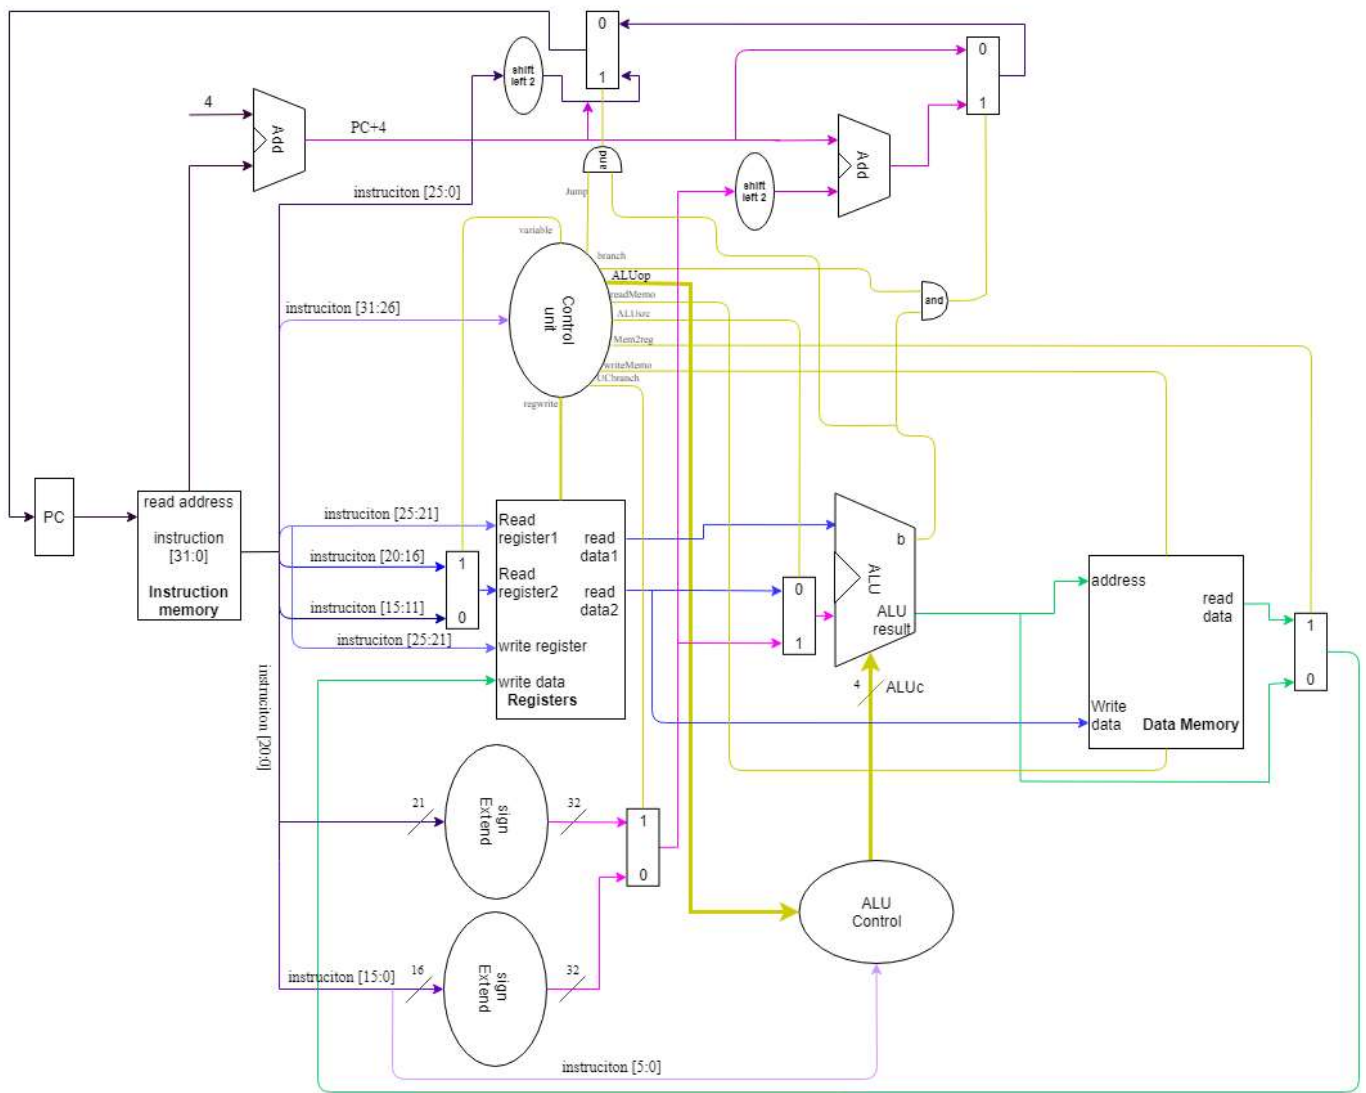 0
1
shift
left 2
0
1
4
Add
PC+4
and
Add
shift
left 2
instruciton [25:0]
Jump
variable
branch
ALUop
readMemo
ALUsrc
Mem2reg
writeMemo
UCbranch
regwrite
Control
unit
and
instruciton [31:26]
PC
read address
instruction
[31:0]
Instruction
memory
instruciton [25:21]
instruciton [20:16]
instruciton [15:11]
instruciton [25:21]
1
0
Read
register1
Read
register2
write register
write data
Registers
read
data1
read
data2
0
1
b
ALU
ALU
result
4
ALUc
address
read
data
Write
data
Data Memory
1
0
instruciton [20:0]
21
sign
Extend
32
1
0
instruciton [15:0]
16
sign
Extend
32
ALU
Control
instruciton [5:0]